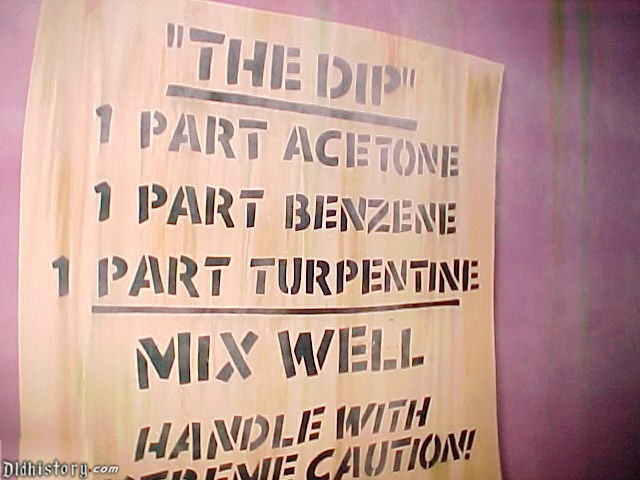 "THE DIP"
1 PART ACETONE
1 PART BENZENE
1 PART TURPENTINE
MIX WELL
HANDLE WITH
CAUTION!
Dldhistory.com